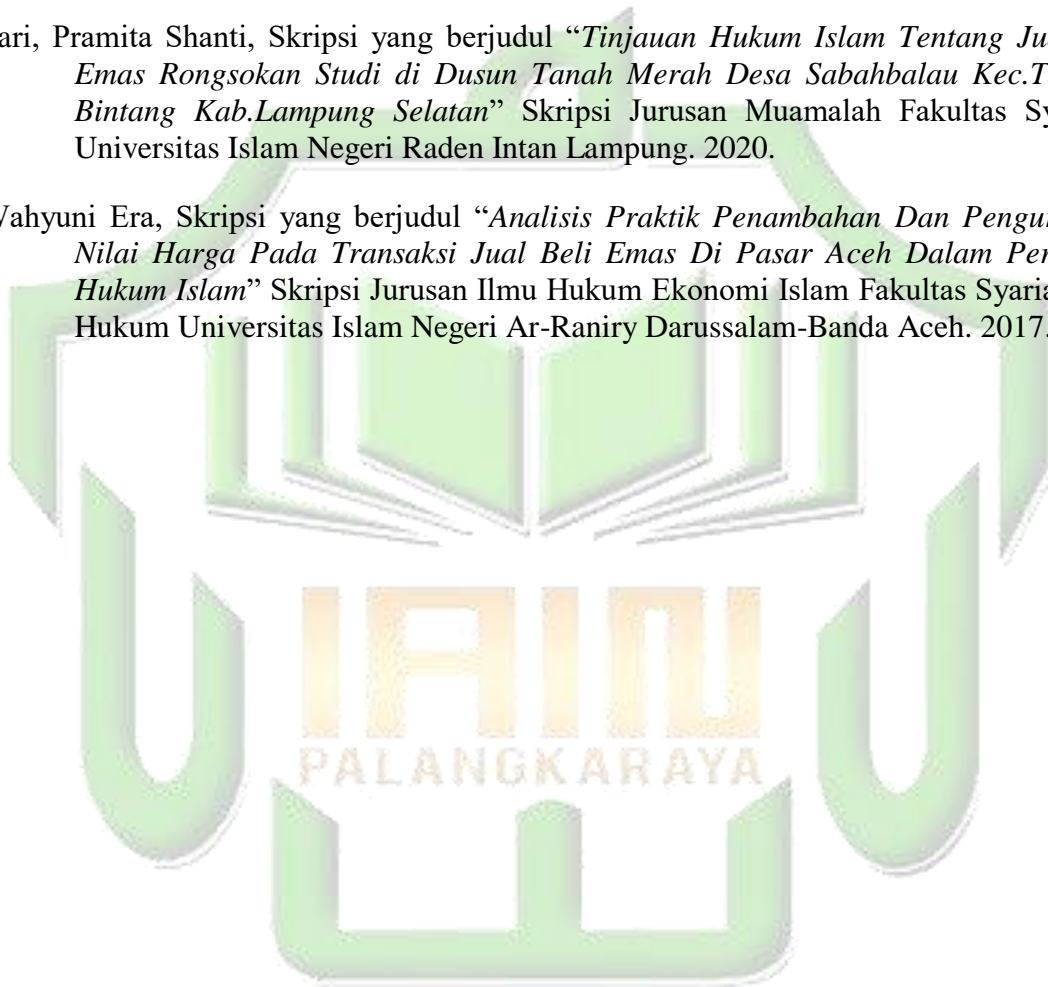 ari, Pramita Shanti, Skripsi yang berjudul “Tinjauan Hukum Islam Tentang Ju
Emas Rongsokan Studi di Dusun Tanah Merah Desa Sabahbalau Kec.T
Bintang Kab.Lampung Selatan” Skripsi Jurusan Muamalah Fakultas Sy
Universitas Islam Negeri Raden Intan Lampung. 2020.
Vahyuni Era, Skripsi yang berjudul “Analisis Praktik Penambahan Dan Pengu
Nilai Harga Pada Transaksi Jual Beli Emas Di Pasar Aceh Dalam Per
Hukum Islam” Skripsi Jurusan Ilmu Hukum Ekonomi Islam Fakultas Syaria
Hukum Universitas Islam Negeri Ar-Raniry Darussalam-Banda Aceh. 2017.
IAIN
PALANGKARAYA